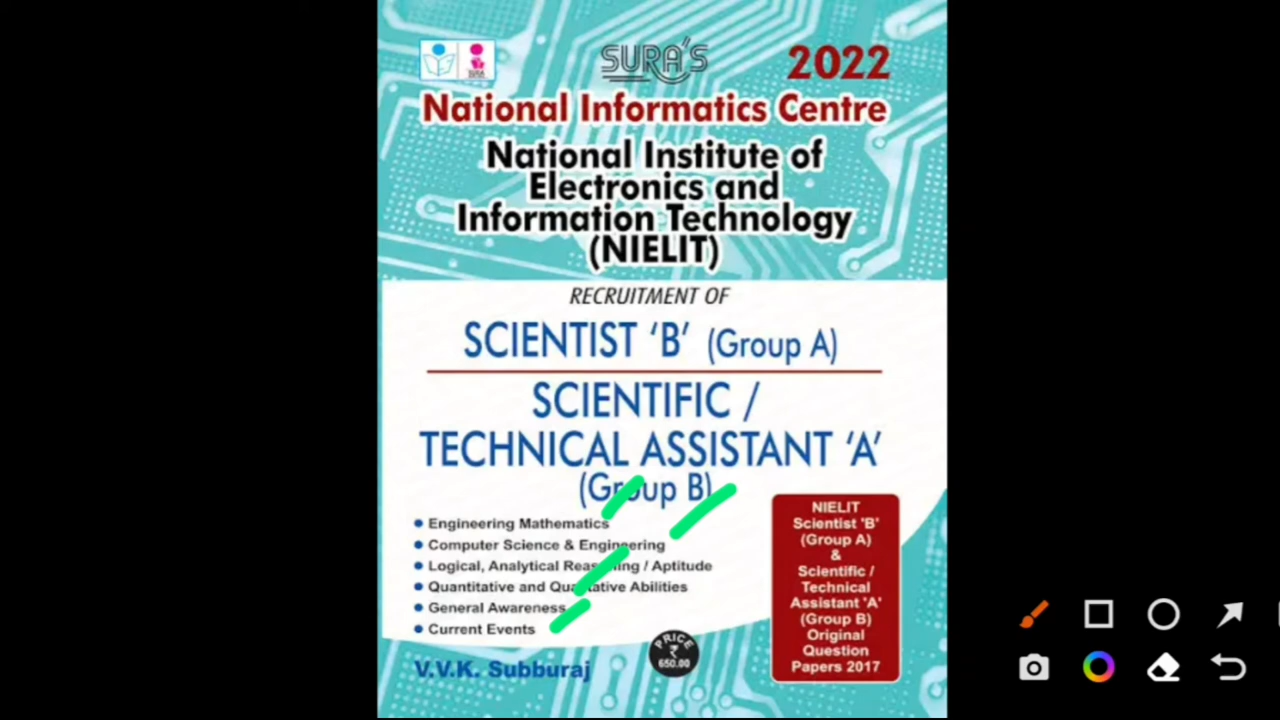 SURA'S
2022
SURA
National Informatics Centre
National Institute of
Electronics and
Information Technology
(NIELIT)
RECRUITMENT OF
SCIENTIST 'B' (Group A)
SCIENTIFIC /
TECHNICAL ASSISTANT 'A'
(Group B)
Engineering Mathematics
Computer Science & Engineering
Logical, Analytical Reasoning / Aptitude
Quantitative and Qualitative Abilities
General Awareness
Current Events
V.V.K. Subburaj
PRICE
₹
650.00
NIELIT
Scientist 'B'
(Group A)
&
Scientific /
Technical
Assistant 'A'
(Group B)
Original
Question
Papers 2017